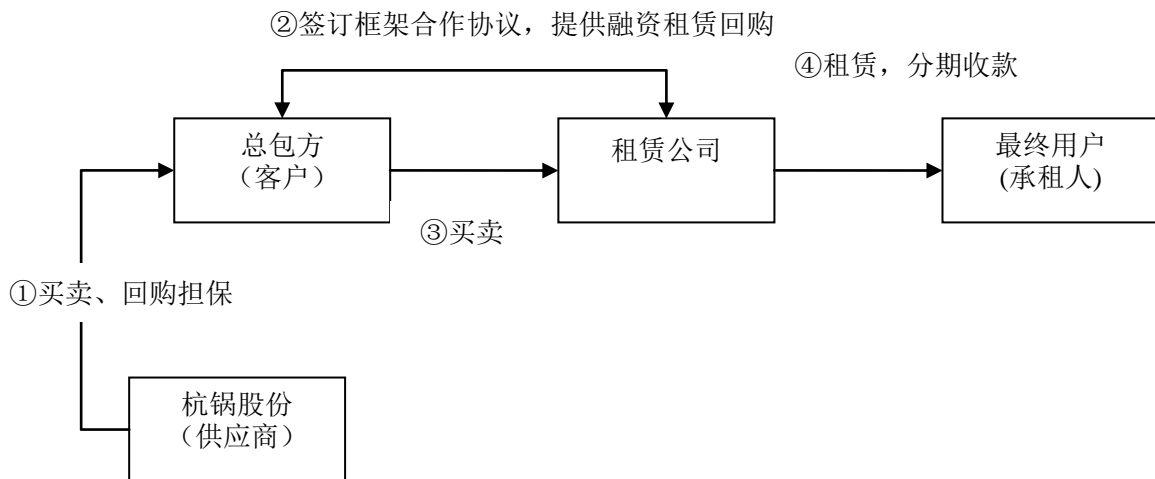 ②签订框架合作协议，提供融资租赁回购
④租赁，分期收款
总包方
（客户）
租赁公司
最终用户
(承租人)
③买卖
①买卖、回购担保
杭锅股份
（供应商）